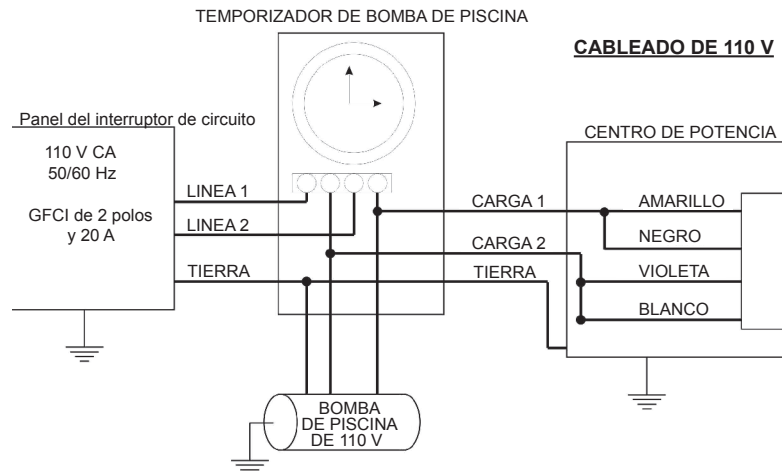 TEMPORIZADOR DE BOMBA DE PISCINA
CABLEADO DE 110 V
Panel del interruptor de circuito
110 V CA
50/60 Hz
GFCI de 2 polos
y 20 A
LINEA 1
LINEA 2
TIERRA
CENTRO DE POTENCIA
CARGA 1
CARGA 2
TIERRA
AMARILLO
NEGRO
VIOLETA
BLANCO
BOMBA
DE PISCINA
DE 110 V